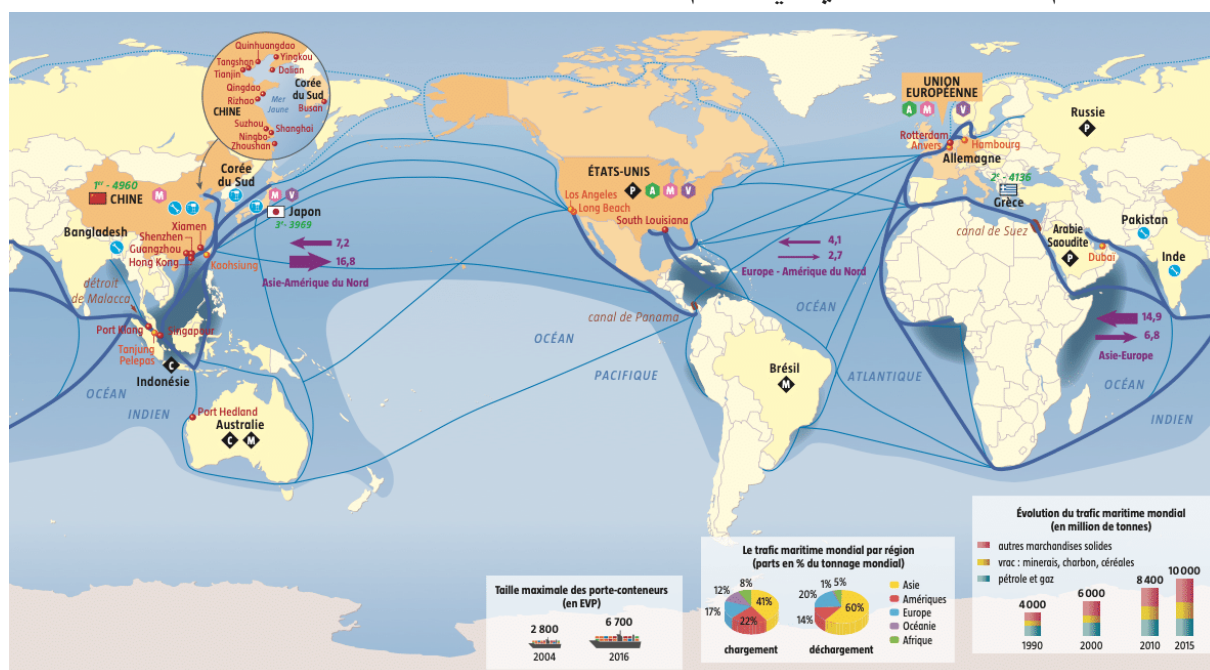 Quinhuangdao
Tangshan
Yingkou
Tianjin
Dalian
Qingdao
Corée
du Sud
Rizhao
Mer
Jaune
Busan
CHINE
Suzhou
Shanghai
Ningbo-
Zhoushan
1er - 4960
CHINE
M
Corée
du Sud
M V
Japon
3e - 3969
Bangladesh
Xiamen
Shenzhen
Guangzhou
Hong Kong
Kaohsiung
7,2
16,8
Asie-Amérique du Nord
détroit
de Malacca
Port Klang
Singapour
Tanjung
Pelepas
C
Indonésie
OCÉAN
INDIEN
Port Hedland
Australie
C M
ÉTATS-UNIS
P A M V
Los Angeles
Long Beach
South Louisiana
4,1
2,7
Europe - Amérique du Nord
canal de Panama
OCÉAN
PACIFIQUE
OCÉAN
ATLANTIQUE
Brésil
M
UNION
EUROPÉENNE
A M V
Rotterdam
Anvers
Hambourg
Allemagne
Russie
P
2e - 4136
Grèce
canal de Suez
Arabie
Saoudite
P
Dubai
Pakistan
Inde
14,9
6,8
Asie-Europe
OCÉAN
INDIEN
Taille maximale des porte-conteneurs
(en EVP)
2 800
6 700
2004
2016
Le trafic maritime mondial par région
(parts en % du tonnage mondial)
12%
8%
41%
17%
22%
chargement
1%
5%
20%
60%
14%
déchargement
Asie
Amériques
Europe
Océanie
Afrique
Évolution du trafic maritime mondial
(en million de tonnes)
autres marchandises solides
vrac : minerais, charbon, céréales
pétrole et gaz
4 000
6 000
8 400
10 000
1990
2000
2010
2015